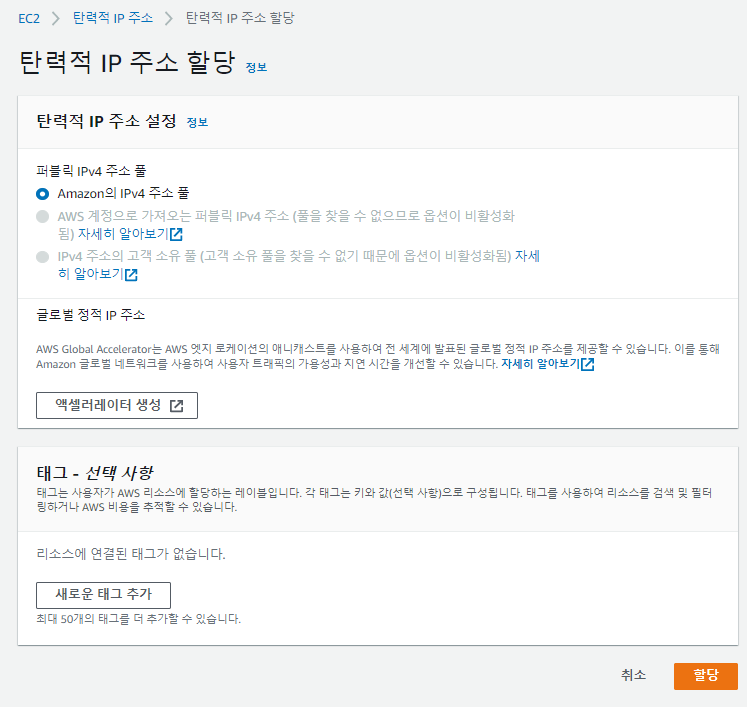 EC2 > 탄력적 IP 주소 > 탄력적 IP 주소 할당
탄력적 IP 주소 할당 정보
탄력적 IP 주소 설정 정보
퍼블릭 IPv4 주소 풀
Amazon의 IPv4 주소 풀
AWS 계정으로 가져오는 퍼블릭 IPv4 주소 (풀을 찾을 수 없으므로 옵션이 비활성화
됨) 자세히 알아보기
IPv4 주소의 고객 소유 풀 (고객 소유 풀을 찾을 수 없기 때문에 옵션이 비활성화됨) 자세
히 알아보기
글로벌 정적 IP 주소
AWS Global Accelerator는 AWS 엣지 로케이션의 애니캐스트를 사용하여 전 세계에 발표된 글로벌 정적 IP 주소를 제공할 수 있습니다. 이를 통해
Amazon 글로벌 네트워크를 사용하여 사용자 트래픽의 가용성과 지연 시간을 개선할 수 있습니다. 자세히 알아보기
액셀러레이터 생성
태그 - 선택 사항
태그는 사용자가 AWS 리소스에 할당하는 레이블입니다. 각 태그는 키와 값(선택 사항)으로 구성됩니다. 태그를 사용하여 리소스를 검색 및 필터
링하거나 AWS 비용을 추적할 수 있습니다.
리소스에 연결된 태그가 없습니다.
새로운 태그 추가
최대 50개의 태그를 더 추가할 수 있습니다.
취소 할당